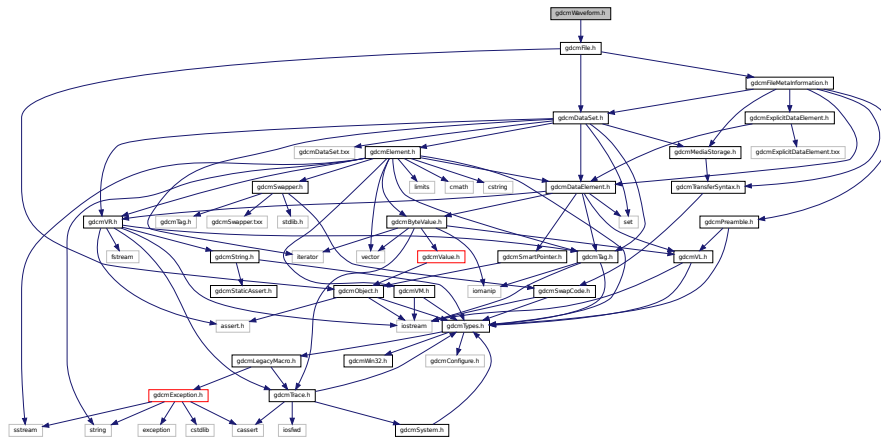 gdcmWaveform.h
gdcmFile.h
gdcmFileMetaInformation.h
gdcmDataSet.h
gdcmExplicitDataElement.h
gdcmDataSet.txx
gdcmElement.h
gdcmMediaStorage.h
gdcmExplicitDataElement.txx
gdcmSwapper.h
limits
cmath
cstring
gdcmDataElement.h
gdcmTransferSyntax.h
gdcmVR.h
gdcmTag.h
gdcmSwapper.txx
stdlib.h
gdcmByteValue.h
set
gdcmPreamble.h
fstream
gdcmString.h
iterator
vector
gdcmValue.h
gdcmSmartPointer.h
gdcmTag.h
gdcmVL.h
gdcmStaticAssert.h
gdcmObject.h
gdcmVM.h
iomanip
gdcmSwapCode.h
assert.h
iostream
gdcmTypes.h
gdcmLegacyMacro.h
gdcmWin32.h
gdcmConfigure.h
gdcmException.h
gdcmTrace.h
sstream
string
exception
cstdlib
cassert
iosfwd
gdcmSystem.h